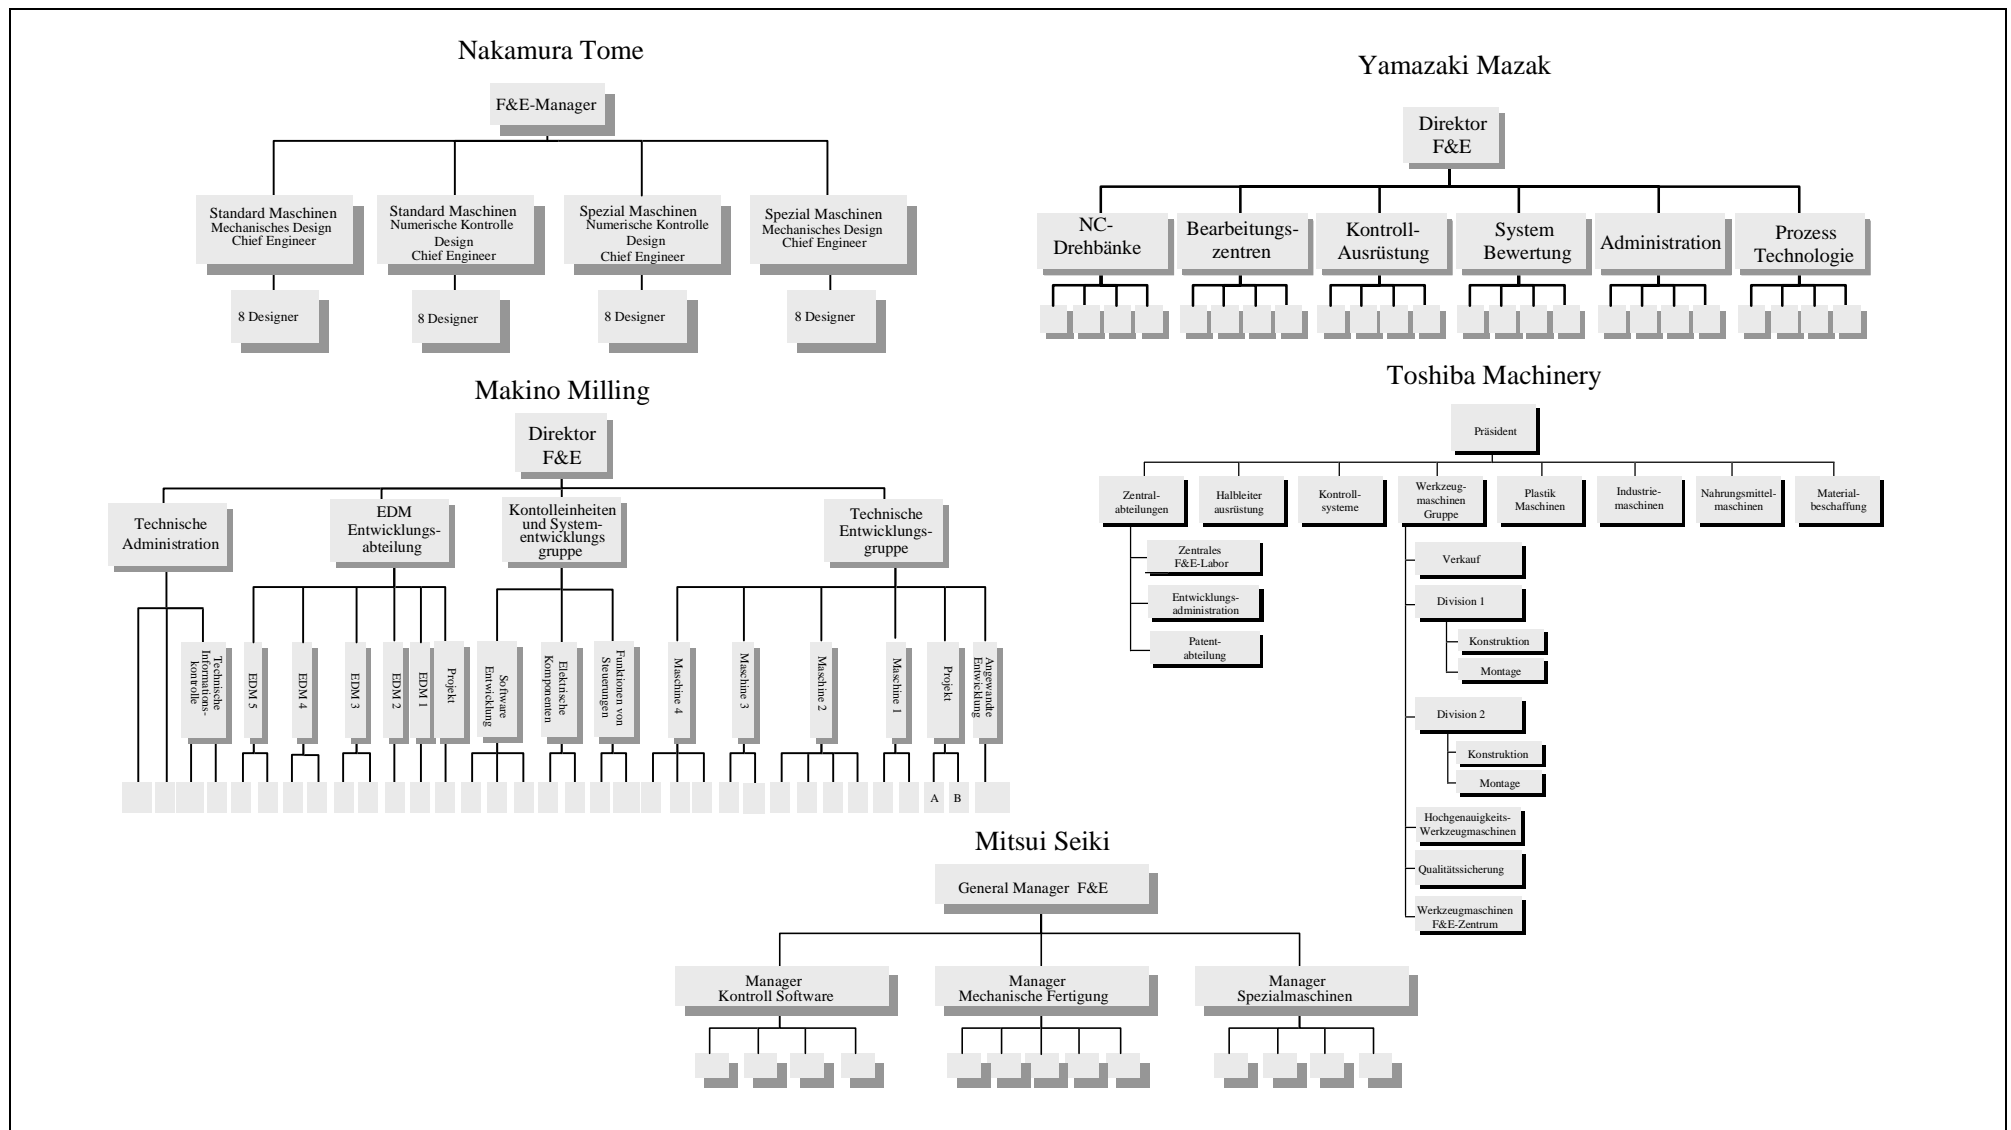 Nakamura Tome
F&E-Manager
Standard Maschinen
Mechanisches Design
Chief Engineer
Standard Maschinen
Numerische Kontrolle
Design
Chief Engineer
Spezial Maschinen
Numerische Kontrolle
Design
Chief Engineer
Spezial Maschinen
Mechanisches Design
Chief Engineer
8 Designer
8 Designer
8 Designer
8 Designer
Yamazaki Mazak
Direktor
F&E
NC-
Drehbänke
Bearbeitungs-
zentren
Kontroll-
Ausrüstung
System
Bewertung
Administration
Prozess
Technologie
Makino Milling
Direktor
F&E
Technische
Administration
EDM
Entwicklungs-
abteilung
Kontolleinheiten
und System-
entwicklungs
gruppe
Technische
Entwicklungs-
gruppe
Technische
Informations-
kontrolle
EDM 5
EDM 4
EDM 3
EDM 2
EDM 1
Projekt
Software
Entwicklung
Elektrische
Komponenten
Funktionen von
Steuerungen
Maschine 4
Maschine 3
Maschine 2
Maschine 1
Projekt
Angewandte
Entwicklung
A
B
Toshiba Machinery
Präsident
Zentral-
abteilungen
Halbleiter
ausrüstung
Kontroll-
systeme
Werkzeug-
maschinen
Gruppe
Plastik
Maschinen
Industrie-
maschinen
Nahrungsmittel-
maschinen
Material-
beschaffung
Zentrales
F&E-Labor
Entwicklungs-
administration
Patent-
abteilung
Verkauf
Division 1
Konstruktion
Montage
Division 2
Konstruktion
Montage
Hochgenauigkeits-
Werkzeugmaschinen
Qualitätssicherung
Werkzeugmaschinen
F&E-Zentrum
Mitsui Seiki
General Manager F&E
Manager
Kontroll Software
Manager
Mechanische Fertigung
Manager
Spezialmaschinen